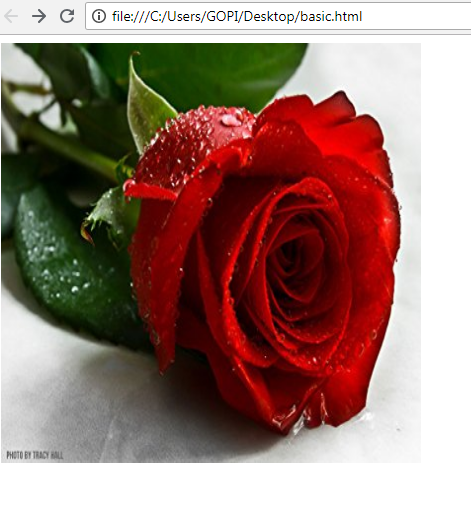 file:///C:/Users/GOPI/Desktop/basic.html
PHOTO BY TRACY HALL